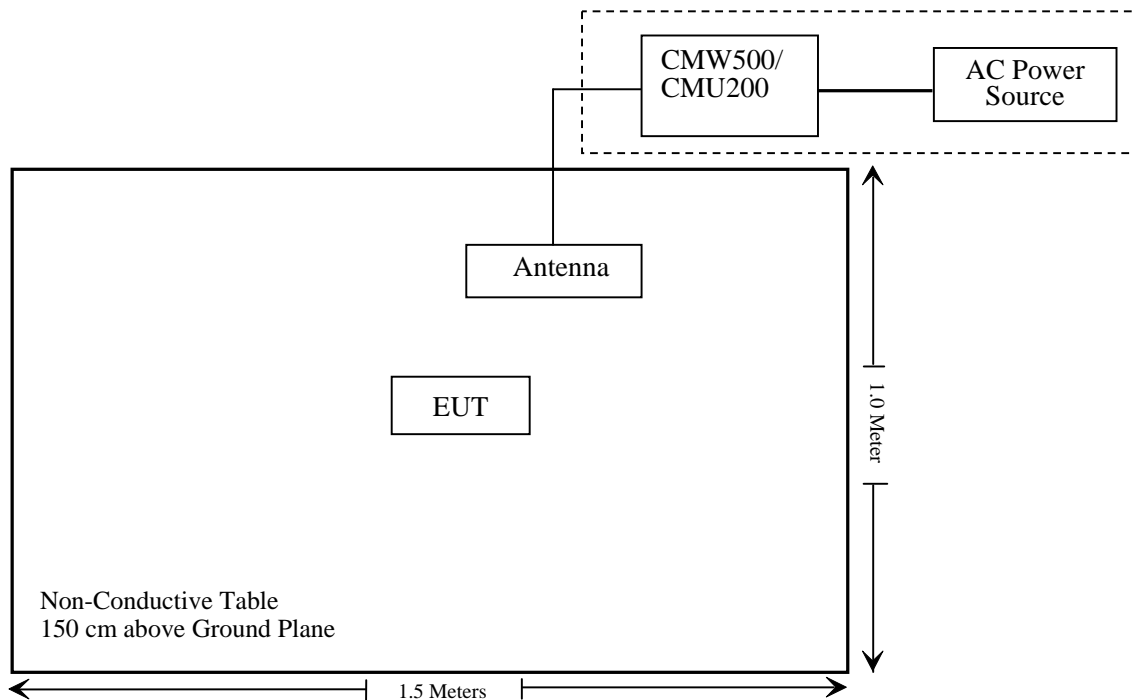 CMW500/
CMU200
AC Power
Source
Antenna
EUT
1.0 Meter
Non-Conductive Table
150 cm above Ground Plane
1.5 Meters